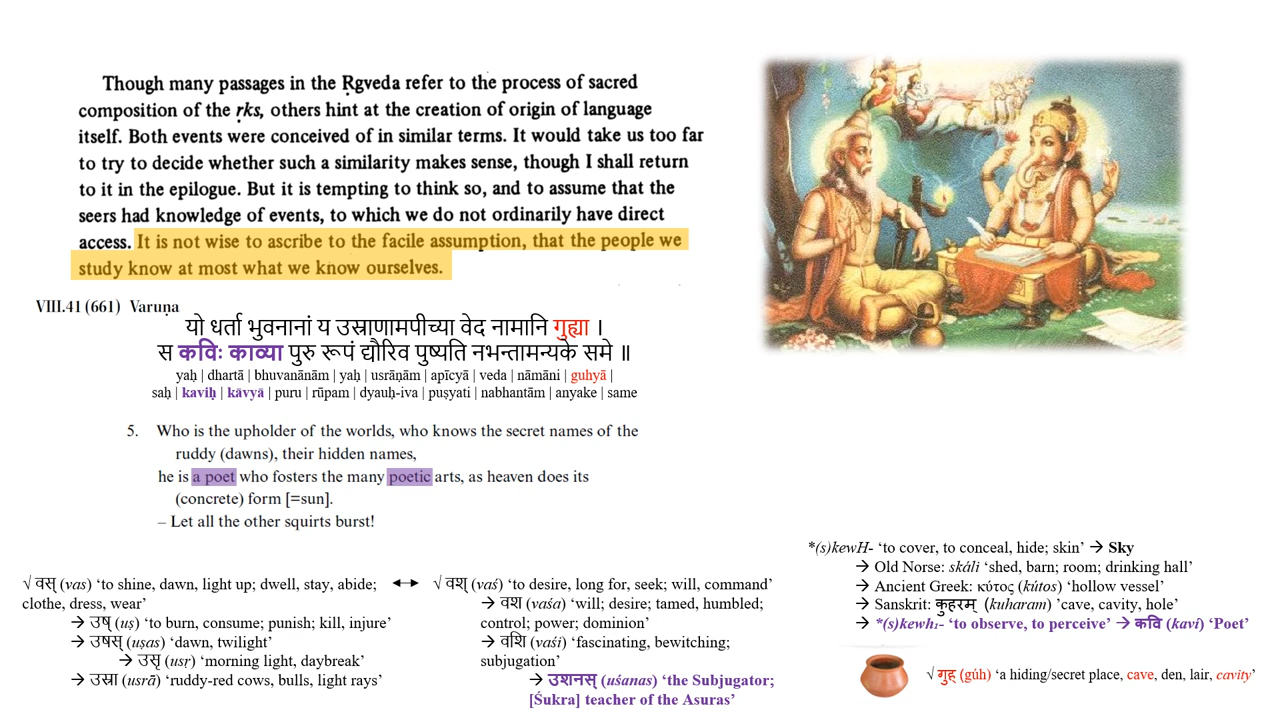 Though many passages in the Ṛgveda refer to the process of sacred
composition of the ṛks, others hint at the creation of origin of language
itself. Both events were conceived of in similar terms. It would take us too far
to try to decide whether such a similarity makes sense, though I shall return
to it in the epilogue. But it is tempting to think so, and to assume that the
seers had knowledge of events, to which we do not ordinarily have direct
access. It is not wise to ascribe to the facile assumption, that the people we
study know at most what we know ourselves.
VIII.41 (661) Varuṇa
यो धर्ता भुवनानां य उस्राणामपीच्या वेद नामानि गुह्या ।
स कविः काव्या पुरु रूपं द्यौरिव पुष्यति नभन्तामन्यके समे ॥
yaḥ | dhartā | bhuvanānām | yaḥ | usrāṇām | apīcyā | veda | nāmāni | guhyā |
saḥ | kaviḥ | kāvyā | puru | rūpam | dyauḥ-iva | puṣyati | nabhantām | anyake | same
5. Who is the upholder of the worlds, who knows the secret names of the
ruddy (dawns), their hidden names,
he is a poet who fosters the many poetic arts, as heaven does its
(concrete) form [=sun].
– Let all the other squirts burst!
√ वस् (vas) ‘to shine, dawn, light up; dwell, stay, abide;
clothe, dress, wear’
→ उष् (uṣ) ‘to burn, consume; punish; kill, injure’
→ उषस् (uṣas) ‘dawn, twilight’
→ उसृ (usṛ) ‘morning light, daybreak’
→ उस्रा (usrā) ‘ruddy-red cows, bulls, light rays’
↔
√ वश् (vaś) ‘to desire, long for, seek; will, command’
→ वश (vaśa) ‘will; desire; tamed, humbled;
control; power; dominion’
→ वशि (vaśi) ‘fascinating, bewitching;
subjugation’
→ उशनस् (uśanas) ‘the Subjugator;
[Śukra] teacher of the Asuras’
*(s)kewH- ‘to cover, to conceal, hide; skin’ → Sky
→ Old Norse: skáli ‘shed, barn; room; drinking hall’
→ Ancient Greek: κύτος (kútos) ‘hollow vessel’
→ Sanskrit: कुहरम् (kuharam) ’cave, cavity, hole’
→ *(s)kewh₁- ‘to observe, to perceive’ → कवि (kaví) ‘Poet’
√ गुह् (gúh) ‘a hiding/secret place, cave, den, lair, cavity’